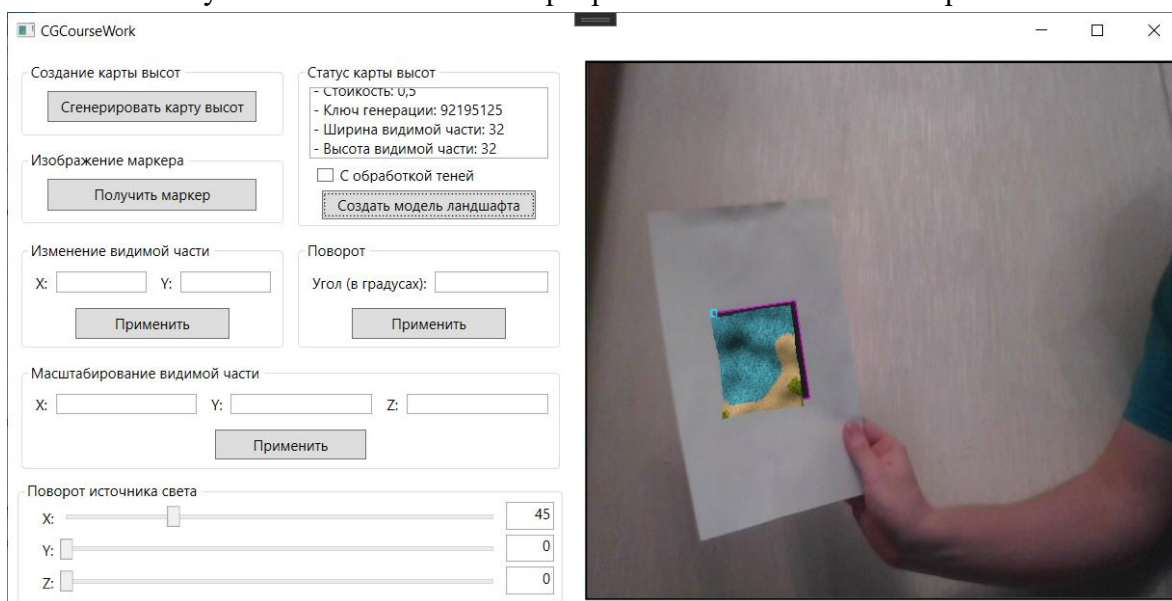 CGCourseWork
Создание карты высот
Сгенерировать карту высот
Статус карты высот
- Стойкость: 0,5
- Ключ генерации: 92195125
- Ширина видимой части: 32
- Высота видимой части: 32
С обработкой теней
Создать модель ландшафта
Изображение маркера
Получить маркер
Изменение видимой части
X: Y:
Применить
Поворот
Угол (в градусах):
Применить
Масштабирование видимой части
X: Y: Z:
Применить
Поворот источника света
X: 45
Y: 0
Z: 0